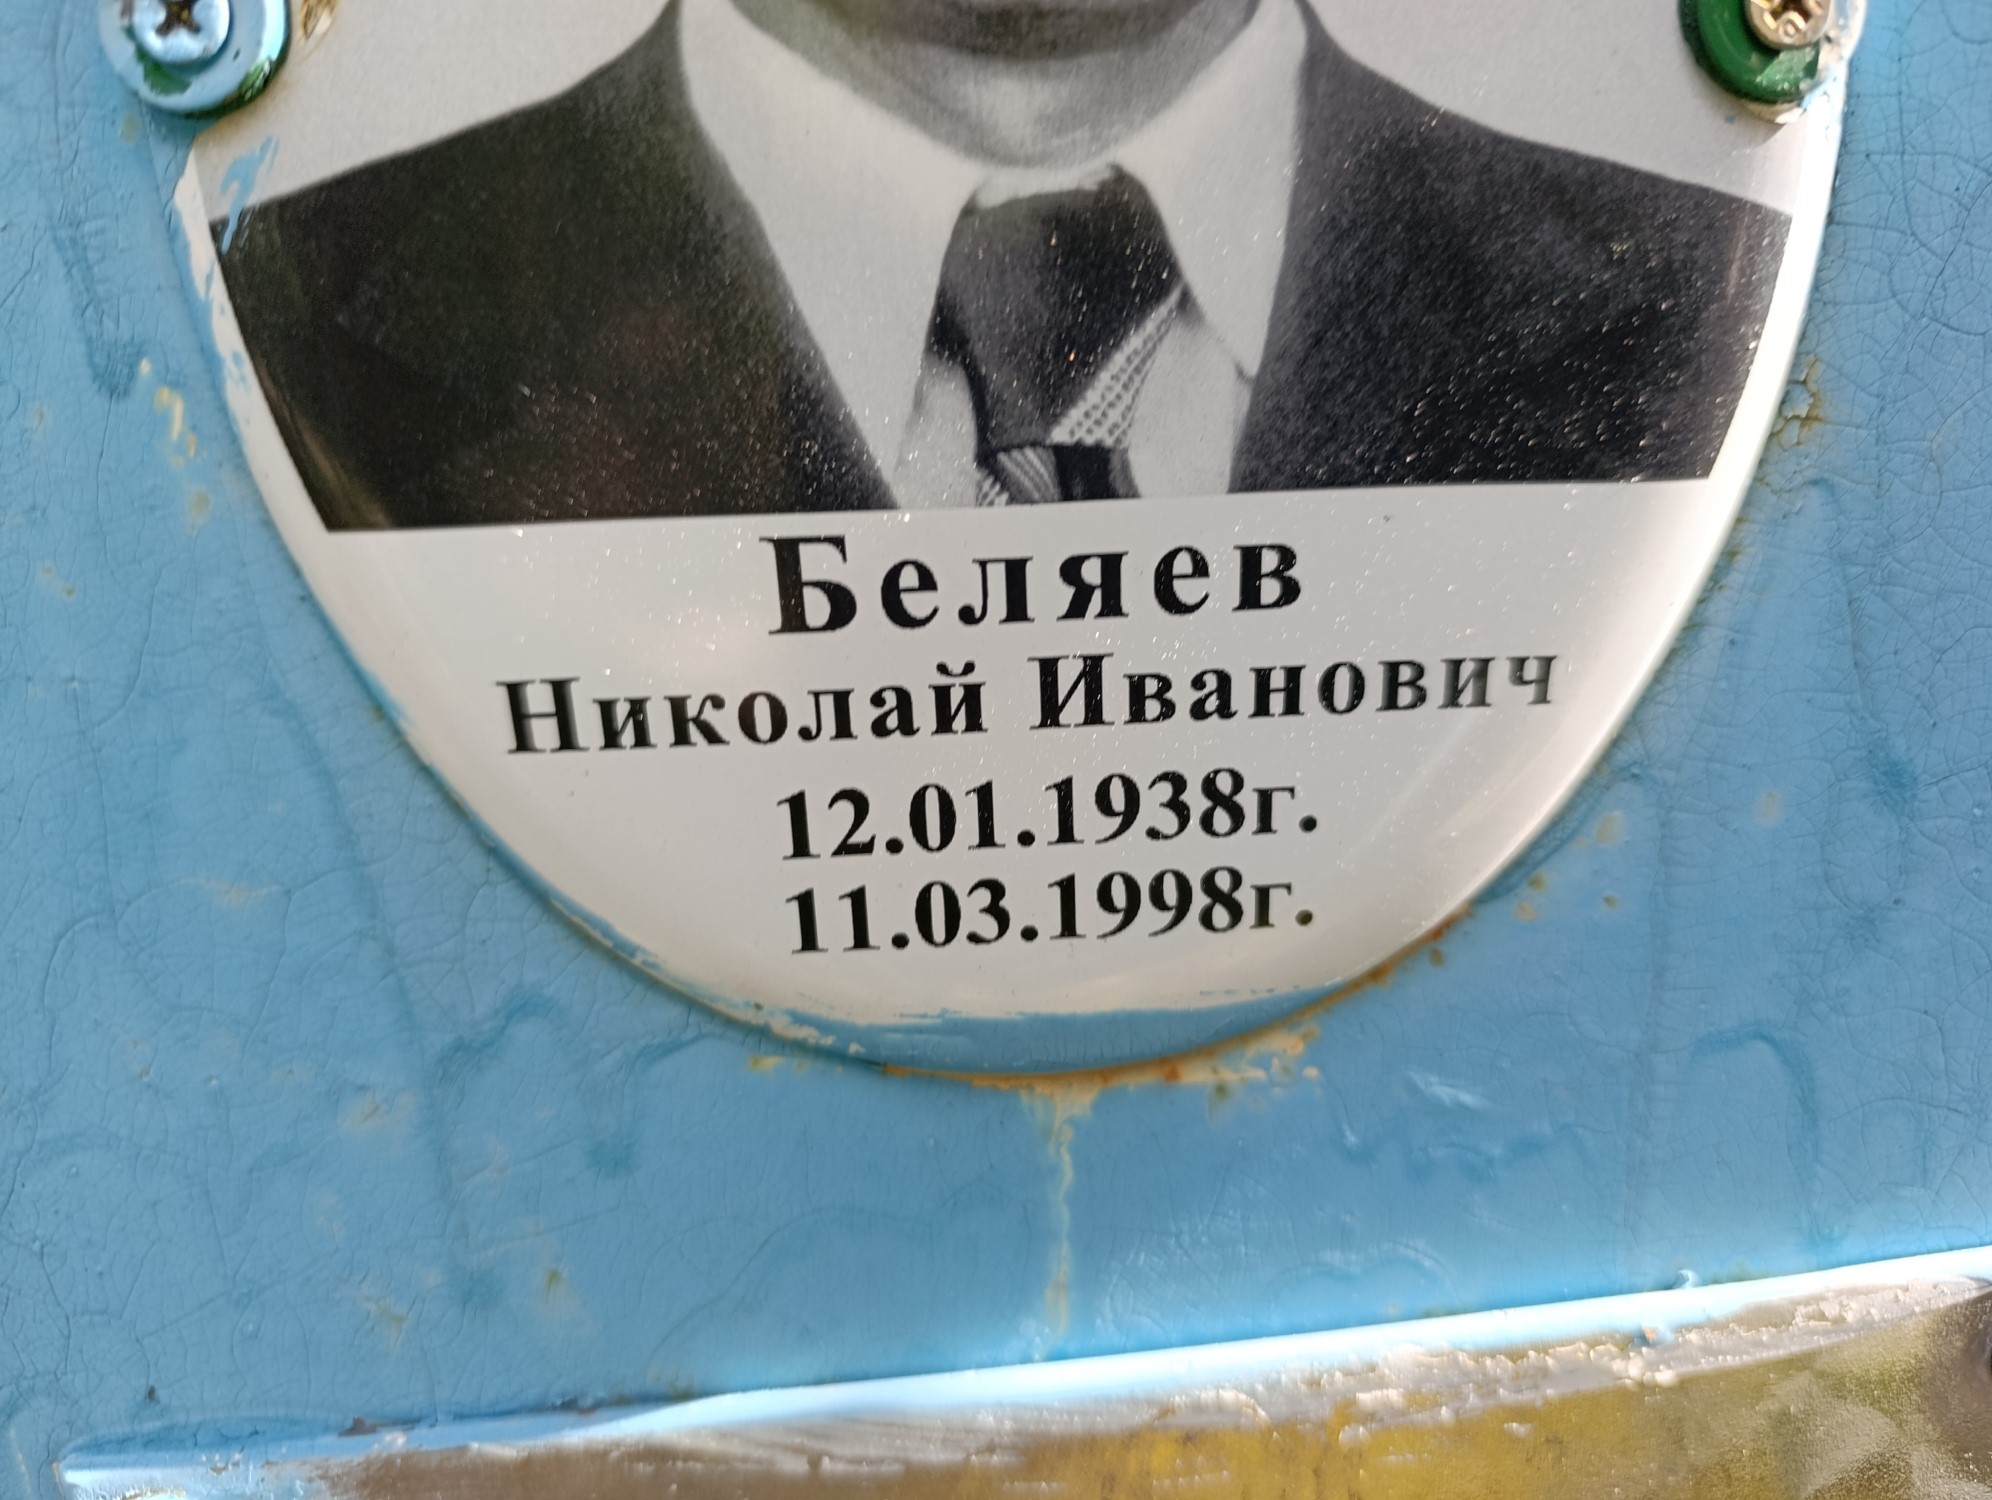 Беляев
Николай Иванович
12.01.1938г.
11.03.1998г.